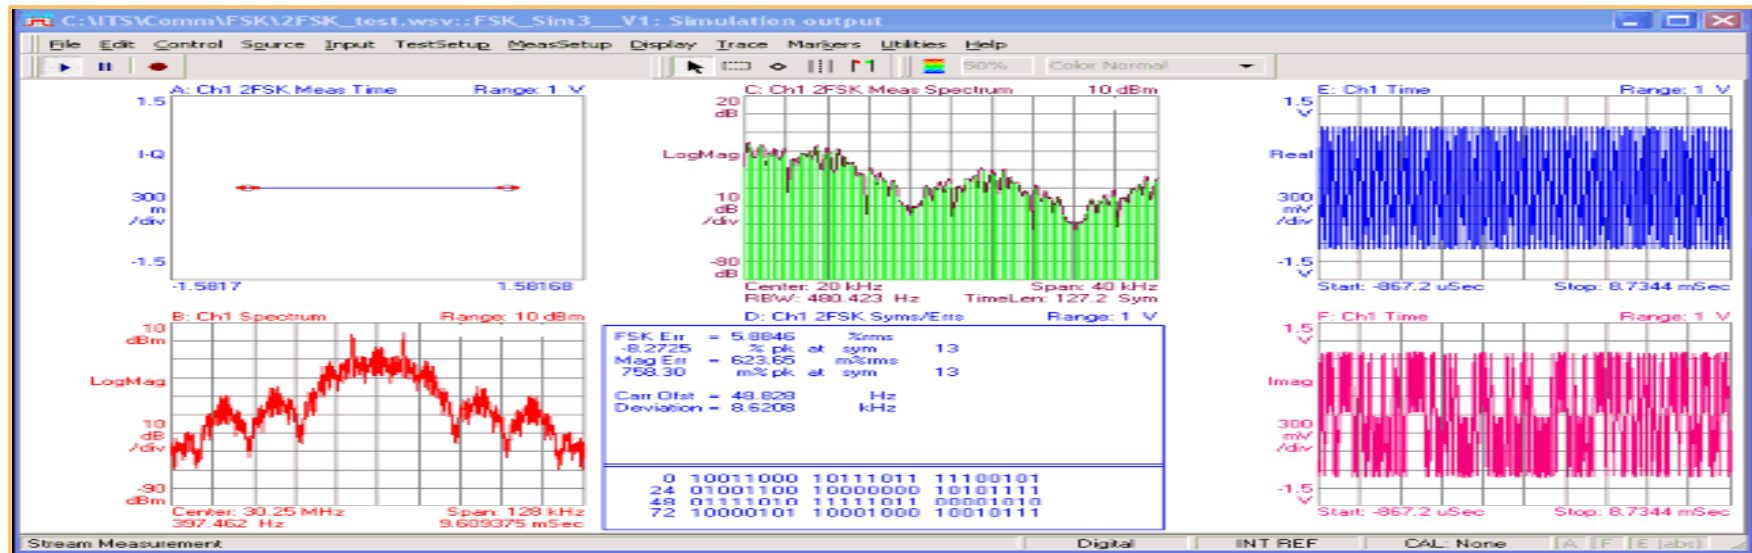 C:\ITS\Comm\FSK\2FSK_test.wsv::FSK_Sim3__V1: Simulation output
File Edit Control Source Input TestSetup MeasSetup Display Trace Markers Utilities Help
50% Color Normal
A: Ch1 2FSK Meas Time Range: 1 V
1.5
I-Q
300
m
/div
-1.5
-1.5817 1.58168
B: Ch1 Spectrum Range: 10 dBm
10
dBm
LogMag
10
dB
/div
-90
dBm
Center: 30.25 MHz Span: 128 kHz
397.462 Hz 9.609375 mSec
C: Ch1 2FSK Meas Spectrum 10 dBm
20
dB
LogMag
10
dB
/div
-80
dB
Center: 20 kHz Span: 40 kHz
RBW: 480.423 Hz TimeLen: 127.2 Sym
D: Ch1 2FSK Syms/Errs Range: 1 V
FSK Err = 5.8846 %rms
-8.2725 % pk at sym 13
Mag Err = 623.65 m%rms
758.30 m% pk at sym 13
Carr Ofst = 48.828 Hz
Deviation = 8.6208 kHz
0 10011000 10111011 11100101
24 01001100 10000000 10101111
48 01111010 11111011 00001010
72 10000101 10001000 10010111
E: Ch1 Time Range: 1 V
1.5
V
Real
300
mV
/div
-1.5
V
Start: -867.2 uSec Stop: 8.7344 mSec
F: Ch1 Time Range: 1 V
1.5
V
Imag
300
mV
/div
-1.5
V
Start: -867.2 uSec Stop: 8.7344 mSec
Stream Measurement Digital INT REF CAL: None A F E (abs)